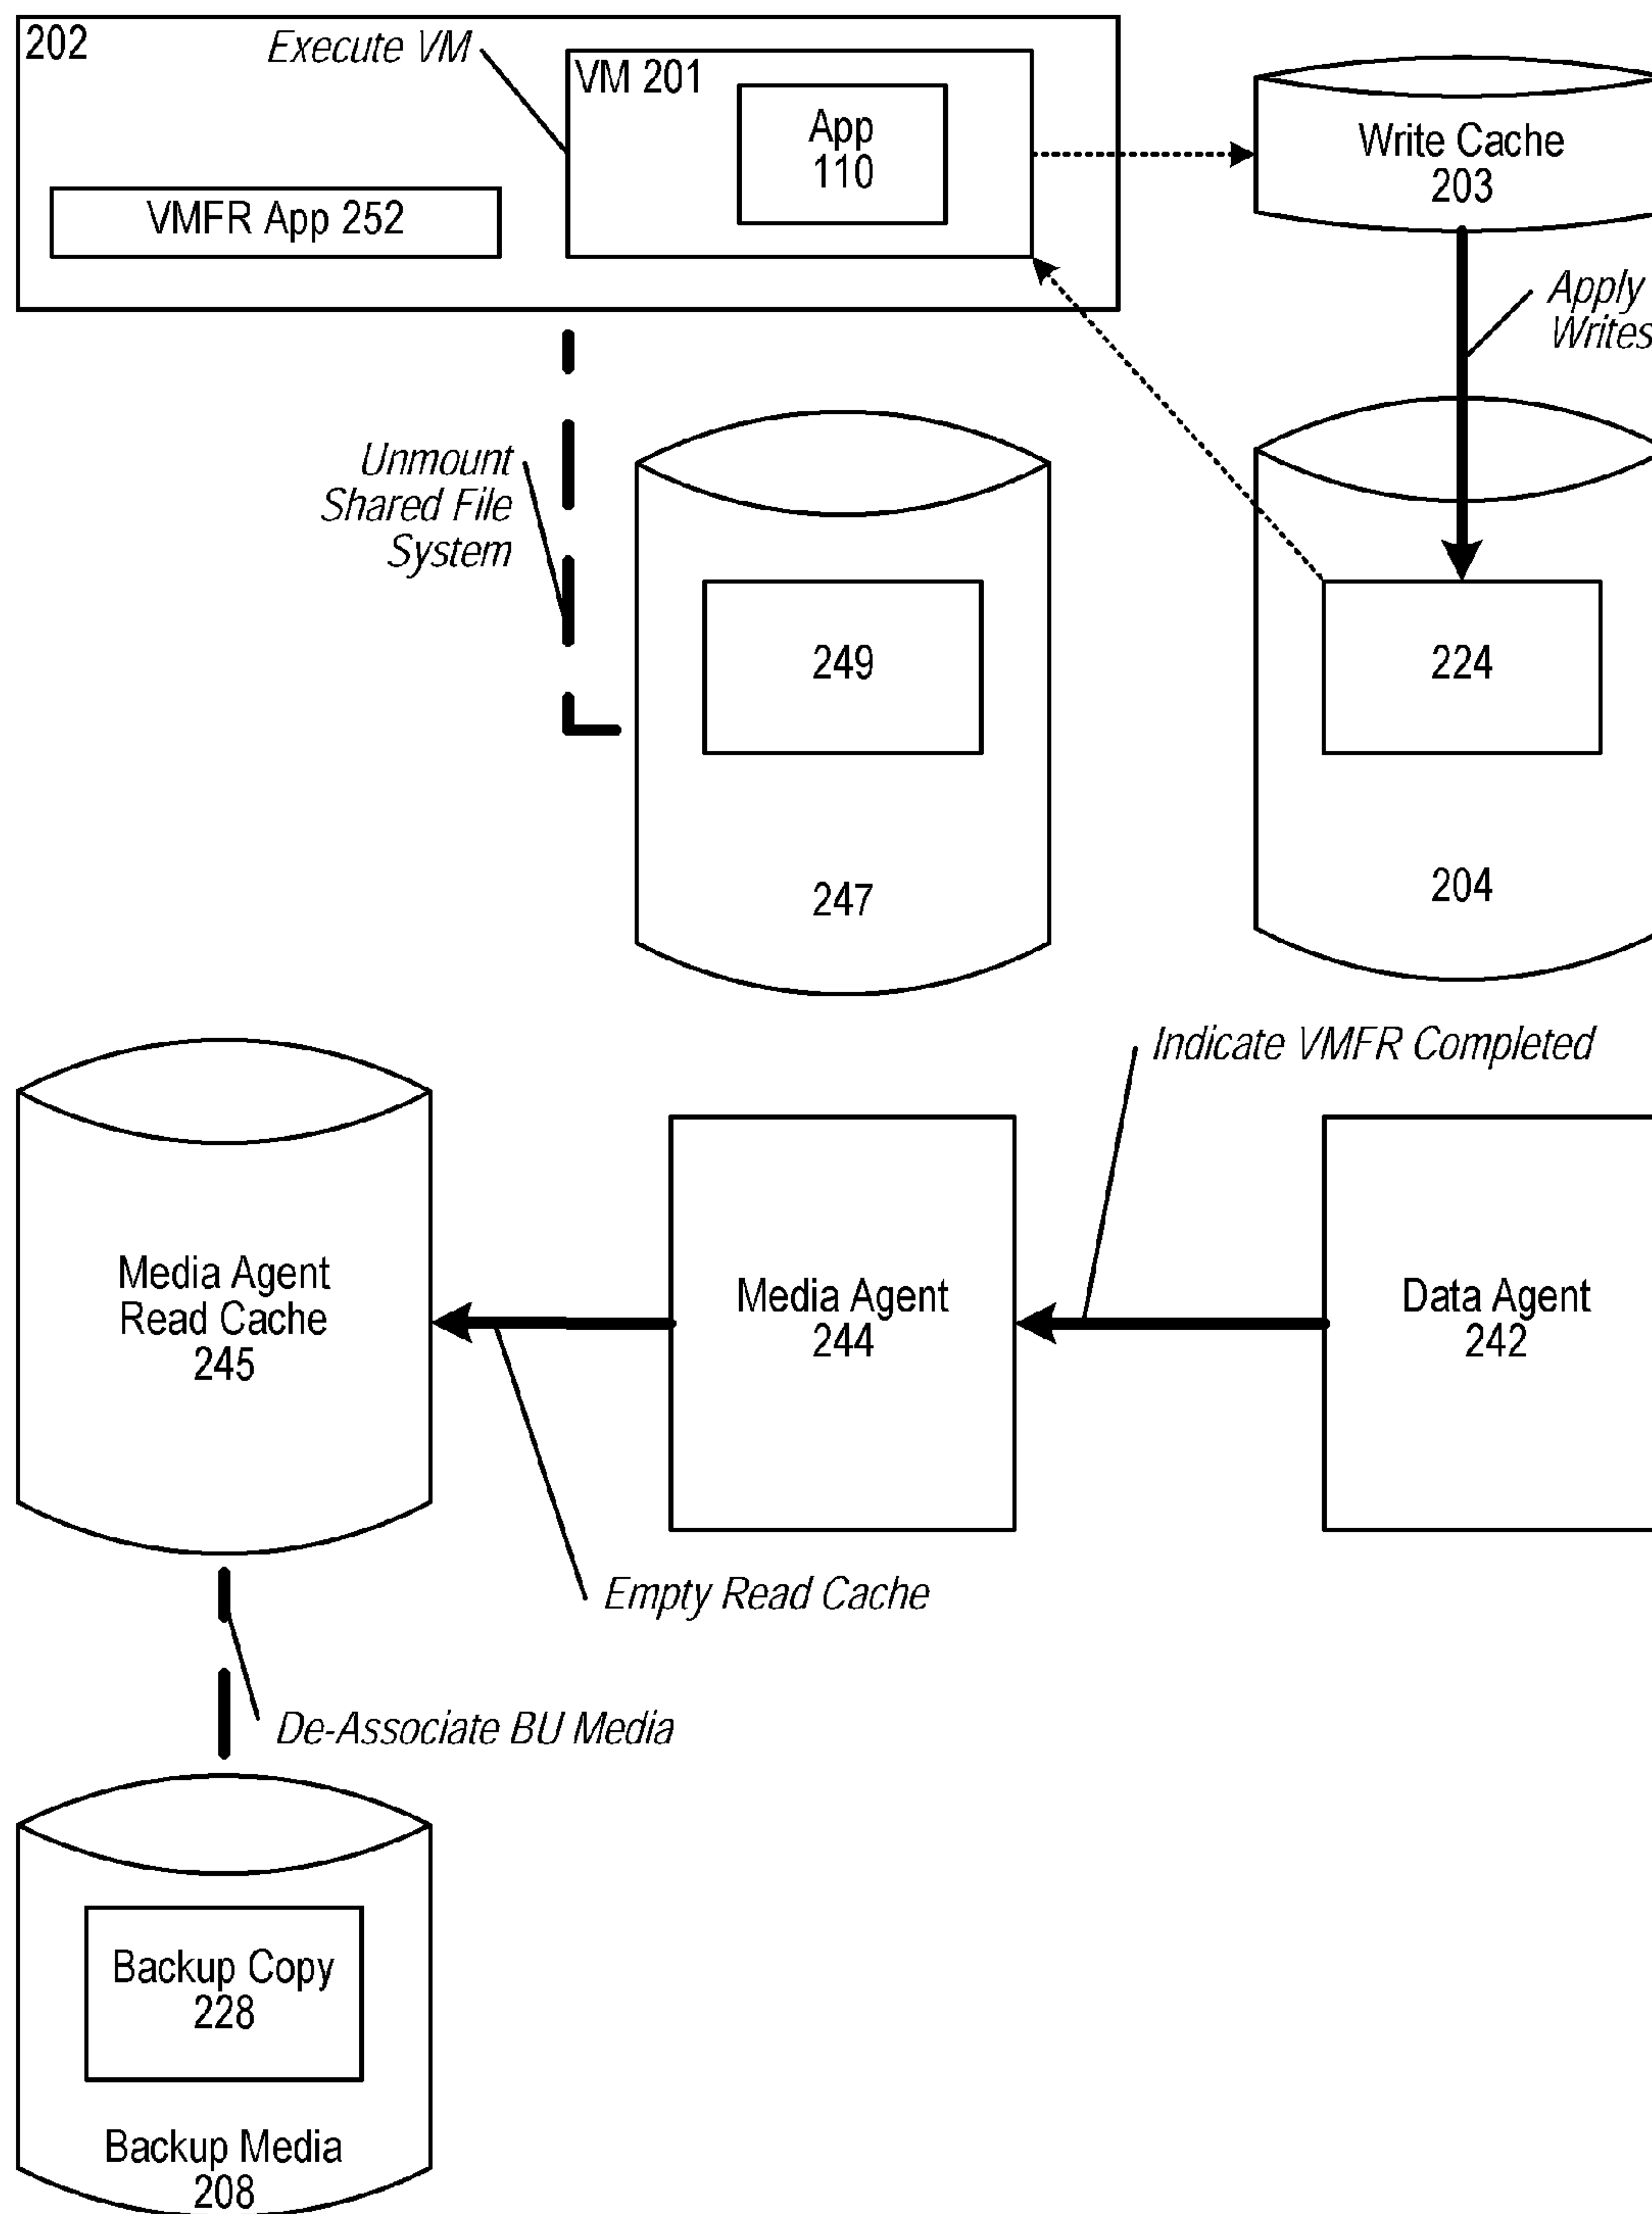 202
Execute VM
VM 201
App
110
VMFR App 252
Write Cache
203
Apply
Writes
Unmount
Shared File
System
249
247
224
204
Indicate VMFR Completed
Media Agent
Read Cache
245
Media Agent
244
Data Agent
242
Empty Read Cache
De-Associate BU Media
Backup Copy
228
Backup Media
208